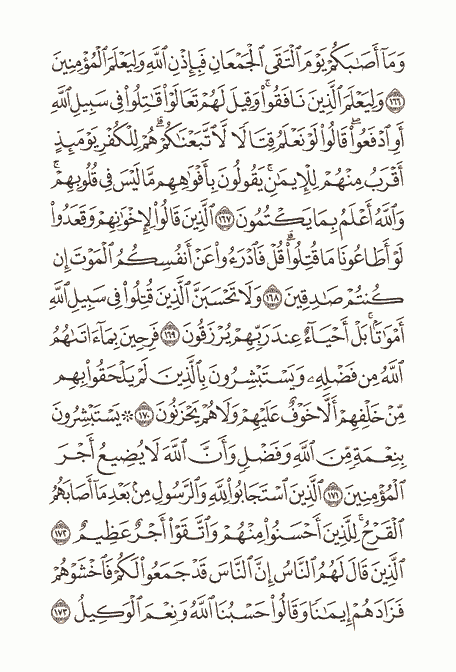 وَمَآ أَصَٰبَكُمْ يَوْمَ ٱلْتَقَى ٱلْجَمْعَانِ فَبِإِذْنِ ٱللَّهِ وَلِيَعْلَمَ ٱلْمُؤْمِنِينَ
١٦٦ وَلِيَعْلَمَ ٱلَّذِينَ نَافَقُوا۟ ۚ وَقِيلَ لَهُمْ تَعَالَوْا۟ قَٰتِلُوا۟ فِى سَبِيلِ ٱللَّهِ
أَوِ ٱدْفَعُوا۟ ۖ قَالُوا۟ لَوْ نَعْلَمُ قِتَالًا لَّٱتَّبَعْنَٰكُمْ ۗ هُمْ لِلْكُفْرِ يَوْمَئِذٍ
أَقْرَبُ مِنْهُمْ لِلْإِيمَٰنِ ۚ يَقُولُونَ بِأَفْوَٰهِهِم مَّا لَيْسَ فِى قُلُوبِهِمْ ۗ
وَٱللَّهُ أَعْلَمُ بِمَا يَكْتُمُونَ ١٦٧ ٱلَّذِينَ قَالُوا۟ لِإِخْوَٰنِهِمْ وَقَعَدُوا۟
لَوْ أَطَاعُونَا مَا قُتِلُوا۟ ۗ قُلْ فَٱدْرَءُوا۟ عَنْ أَنفُسِكُمُ ٱلْمَوْتَ إِن
كُنتُمْ صَٰدِقِينَ ١٦٨ وَلَا تَحْسَبَنَّ ٱلَّذِينَ قُتِلُوا۟ فِى سَبِيلِ ٱللَّهِ
أَمْوَٰتًۢا ۚ بَلْ أَحْيَآءٌ عِندَ رَبِّهِمْ يُرْزَقُونَ ١٦٩ فَرِحِينَ بِمَآ ءَاتَىٰهُمُ
ٱللَّهُ مِن فَضْلِهِۦ وَيَسْتَبْشِرُونَ بِٱلَّذِينَ لَمْ يَلْحَقُوا۟ بِهِم
مِّنْ خَلْفِهِمْ أَلَّا خَوْفٌ عَلَيْهِمْ وَلَا هُمْ يَحْزَنُونَ ١٧٠ ۞ يَسْتَبْشِرُونَ
بِنِعْمَةٍ مِّنَ ٱللَّهِ وَفَضْلٍ وَأَنَّ ٱللَّهَ لَا يُضِيعُ أَجْرَ
ٱلْمُؤْمِنِينَ ١٧١ ٱلَّذِينَ ٱسْتَجَابُوا۟ لِلَّهِ وَٱلرَّسُولِ مِنۢ بَعْدِ مَآ أَصَابَهُمُ
ٱلْقَرْحُ ۚ لِلَّذِينَ أَحْسَنُوا۟ مِنْهُمْ وَٱتَّقَوْا۟ أَجْرٌ عَظِيمٌ ١٧٢
ٱلَّذِينَ قَالَ لَهُمُ ٱلنَّاسُ إِنَّ ٱلنَّاسَ قَدْ جَمَعُوا۟ لَكُمْ فَٱخْشَوْهُمْ
فَزَادَهُمْ إِيمَٰنًا وَقَالُوا۟ حَسْبُنَا ٱللَّهُ وَنِعْمَ ٱلْوَكِيلُ ١٧٣